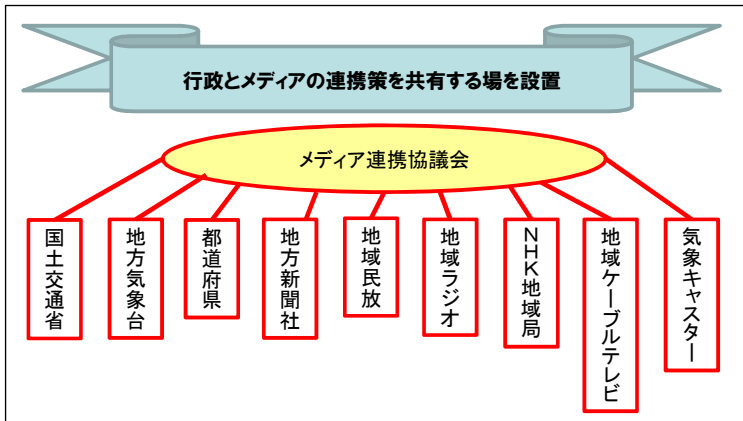 行政とメディアの連携策を共有する場を設置
メディア連携協議会
国土交通省
地方気象台
都道府県
地方新聞社
地域民放
地域ラジオ
NHK地域局
地域ケーブルテレビ
気象キャスター